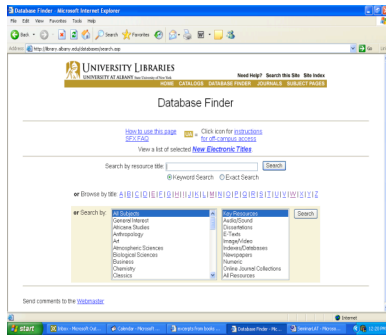 Database Finder - Microsoft Internet Explorer
File Edit View Favorites Tools Help
Back Search Favorites
Address http://library.albany.edu/databases/search.asp Go
UNIVERSITY LIBRARIES
UNIVERSITY AT ALBANY State University of New York
Need Help? Search this Site Site Index
HOME CATALOGS DATABASE FINDER JOURNALS SUBJECT PAGES
Database Finder
How to use this page
SFX FAQ
Click icon for instructions
for off-campus access
View a list of selected New Electronic Titles
Search by resource title: Search
Keyword Search Exact Search
or Browse by title: A|B|C|D|E|F|G|H|I|J|K|L|M|N|O|P|Q|R|S|T|U|V|W|X|Y|Z
or Search by: All Subjects Key Resources Search
General Interest Audio/Sound
Africana Studies Dissertations
Anthropology E-Texts
Art Image/Video
Atmospheric Sciences Indexes/Databases
Biological Sciences Newspapers
Business Numeric
Chemistry Online Journal Collections
Classics All Resources
Send comments to the Webmaster
Internet
start Inbox - Microsoft Out... Calendar - Microsoft ... excerpts from books ... Database Finder - Mic... 12:20 PM